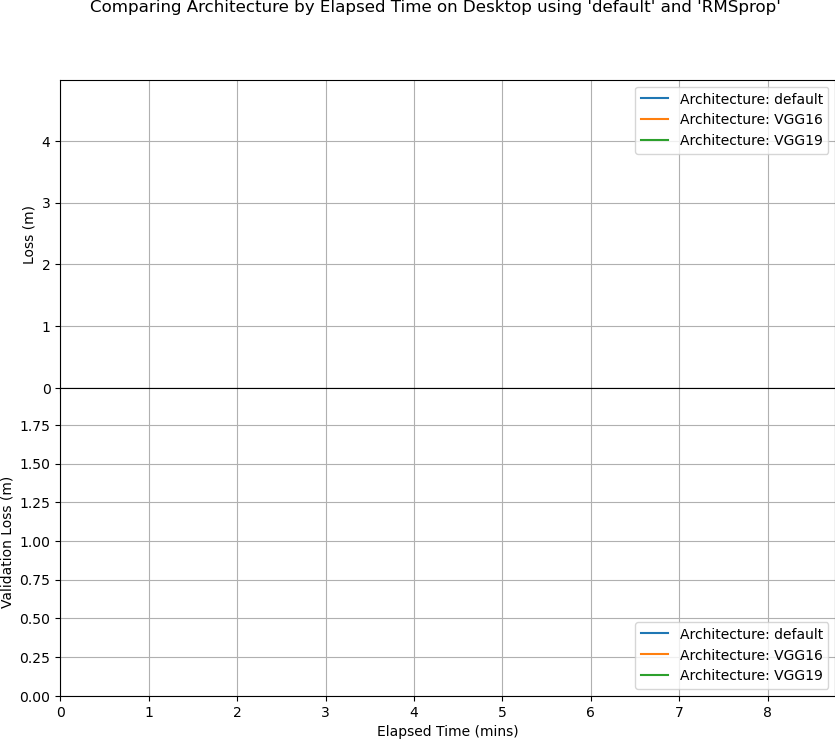 Comparing Architecture by Elapsed Time on Desktop using 'default' and 'RMSprop'
Architecture: default
Architecture: VGG16
Architecture: VGG19
4
3
2
1
0
Loss (m)
1.75
1.50
1.25
1.00
0.75
0.50
0.25
0.00
Validation Loss (m)
Architecture: default
Architecture: VGG16
Architecture: VGG19
0 1 2 3 4 5 6 7 8
Elapsed Time (mins)